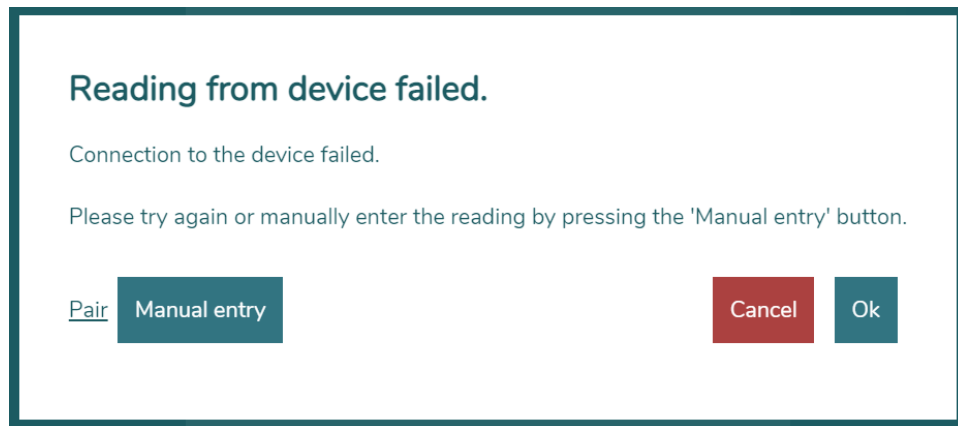 Reading from device failed.
Connection to the device failed.
Please try again or manually enter the reading by pressing the 'Manual entry' button.
Pair Manual entry Cancel Ok